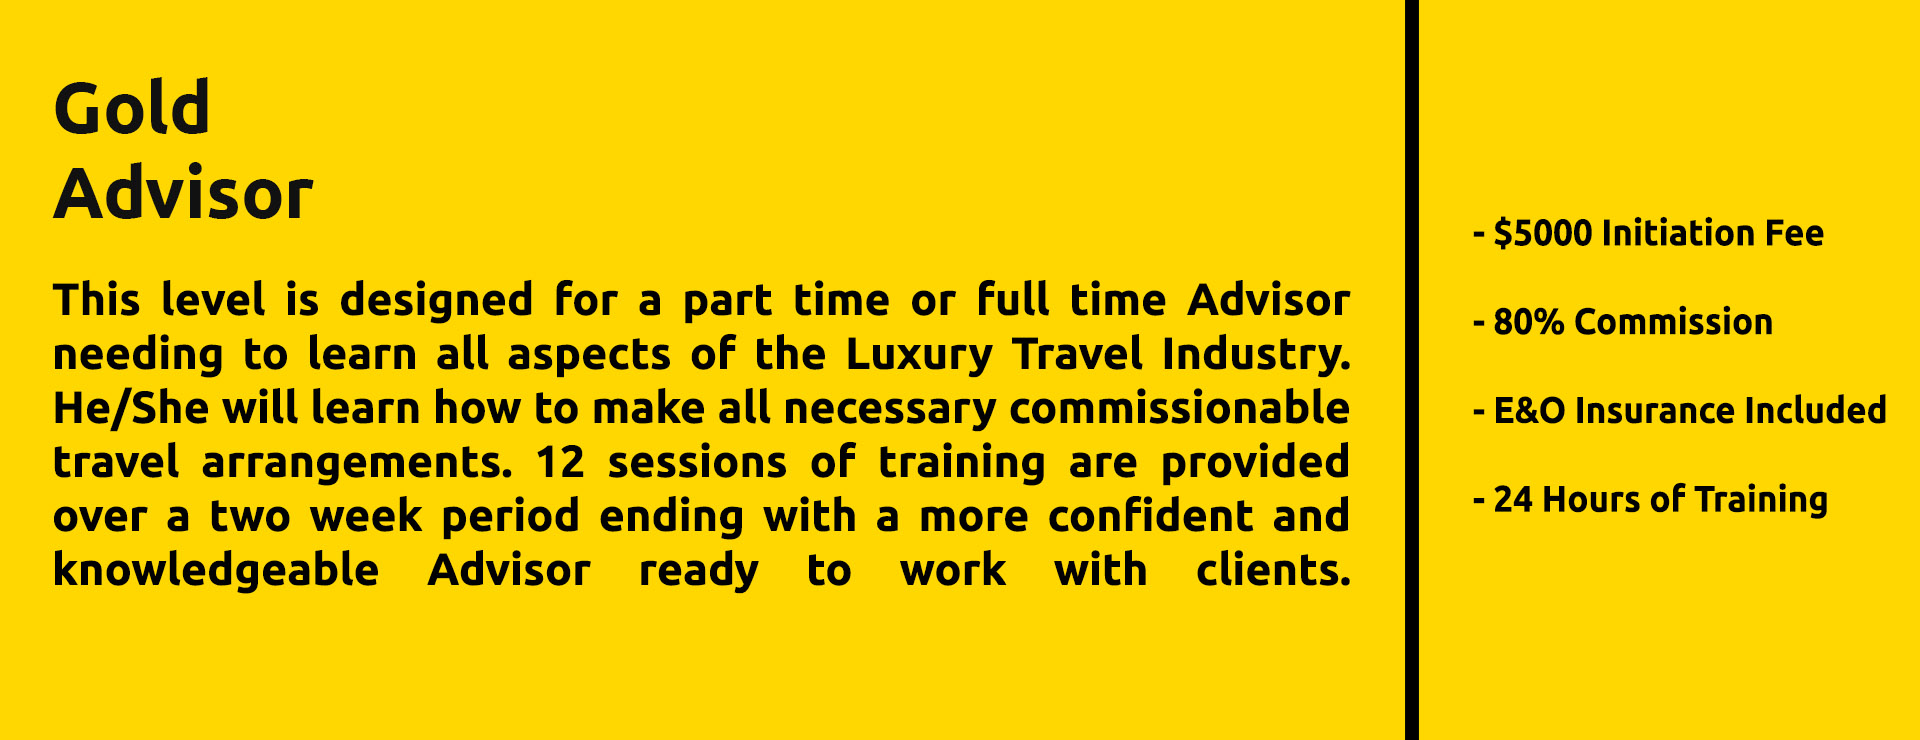 Gold
Advisor
This level is designed for a part time or full time Advisor
needing to learn all aspects of the Luxury Travel Industry.
He/She will learn how to make all necessary commissionable
travel arrangements. 12 sessions of training are provided
over a two week period ending with a more confident and
knowledgeable Advisor ready to work with clients.
- $5000 Initiation Fee
- 80% Commission
- E&O Insurance Included
- 24 Hours of Training